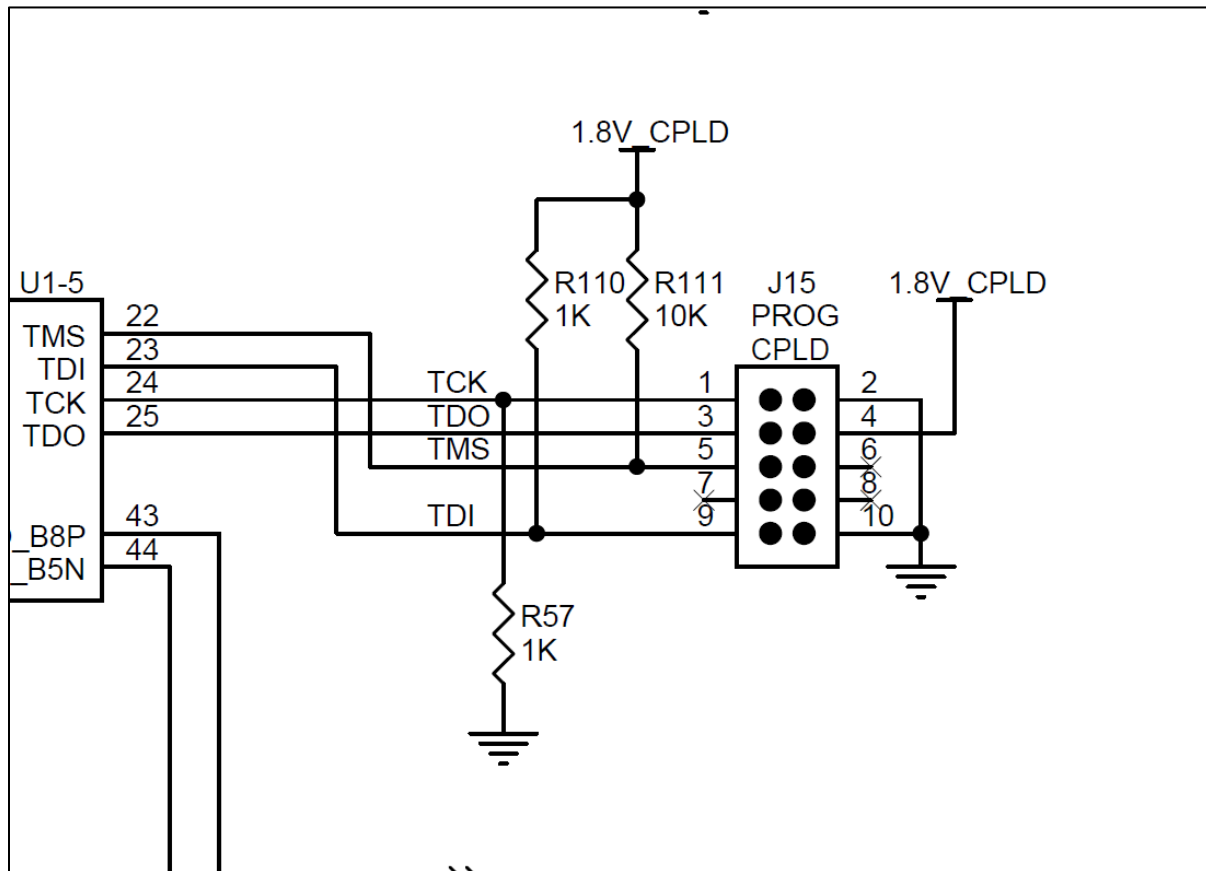 1.8V_CPLD
U1-5
R110
1K
R111
10K
J15
PROG
CPLD
1.8V_CPLD
TMS
22
TDI
23
TCK
24
TDO
25
TCK
1
2
TDO
3
4
TMS
5
6
7
8
TDI
9
10
_B8P
43
_B5N
44
R57
1K